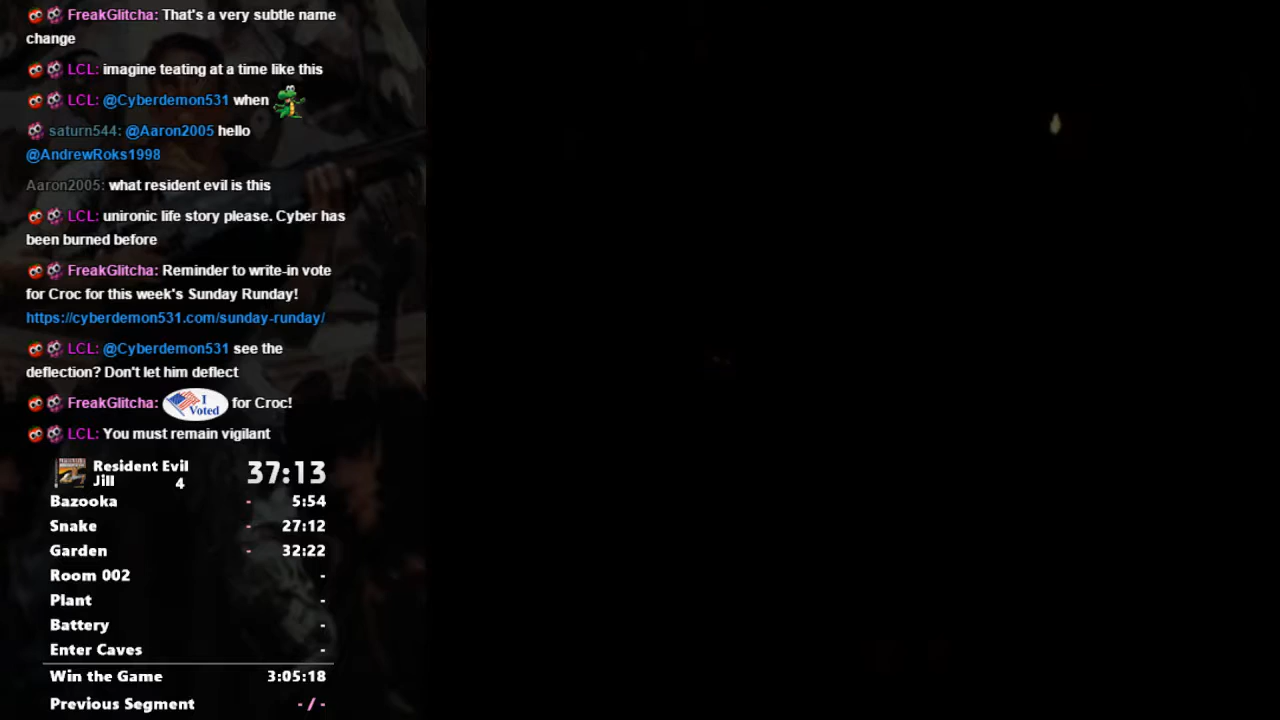 FreakGlitcha: That's a very subtle name
change
LCL: imagine teating at a time like this
LCL: @Cyberdemon531 when
saturn544: @Aaron2005 hello
@AndrewRoks1998
Aaron2005: what resident evil is this
LCL: unironic life story please. Cyber has
been burned before
FreakGlitcha: Reminder to write-in vote
for Croc for this week's Sunday Runday!
https://cyberdemon531.com/sunday-runday/
LCL: @Cyberdemon531 see the
deflection? Don't let him deflect
FreakGlitcha: I Voted for Croc!
LCL: You must remain vigilant
Resident Evil 37:13
Jill 4
Bazooka - 5:54
Snake - 27:12
Garden - 32:22
Room 002 -
Plant -
Battery -
Enter Caves -
Win the Game 3:05:18
Previous Segment - / -